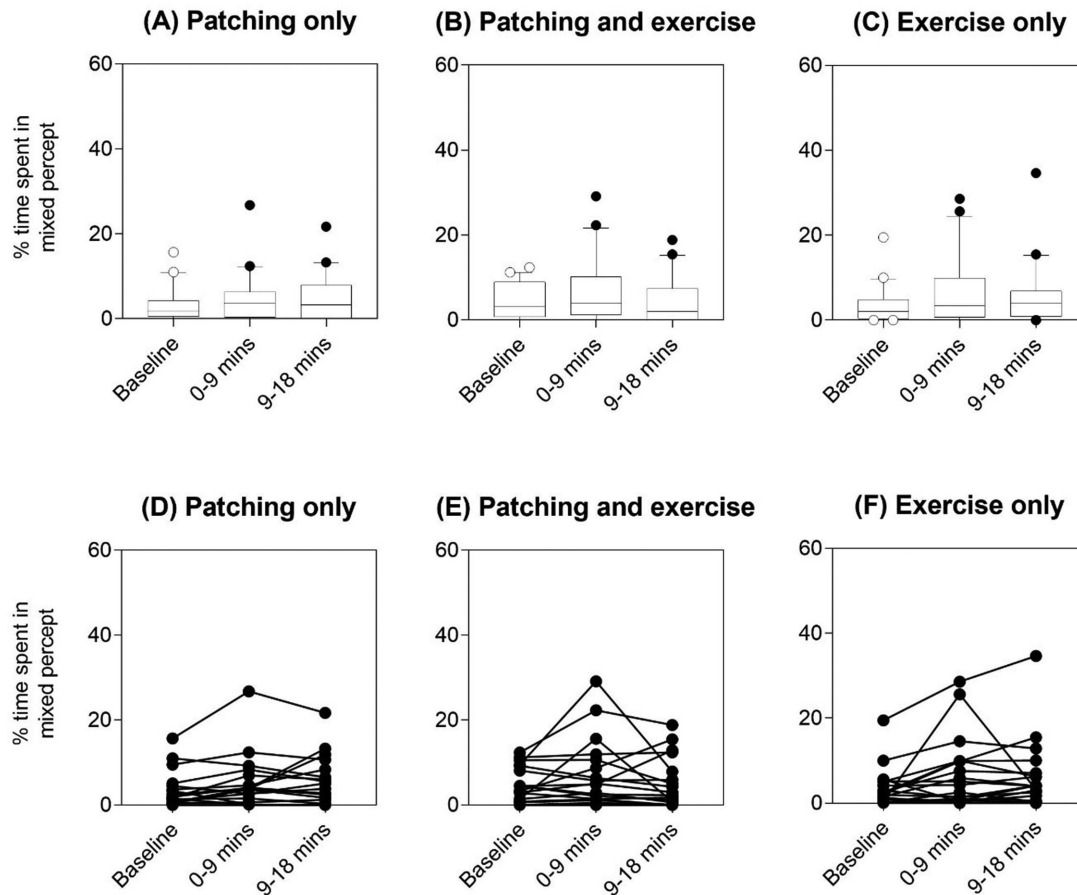 (A) Patching only
(B) Patching and exercise
(C) Exercise only
% time spent in
mixed percept
60
40
20
0
Baseline
0-9 mins
9-18 mins
60
40
20
0
Baseline
0-9 mins
9-18 mins
60
40
20
0
Baseline
0-9 mins
9-18 mins
(D) Patching only
(E) Patching and exercise
(F) Exercise only
% time spent in
mixed percept
60
40
20
0
Baseline
0-9 mins
9-18 mins
60
40
20
0
Baseline
0-9 mins
9-18 mins
60
40
20
0
Baseline
0-9 mins
9-18 mins